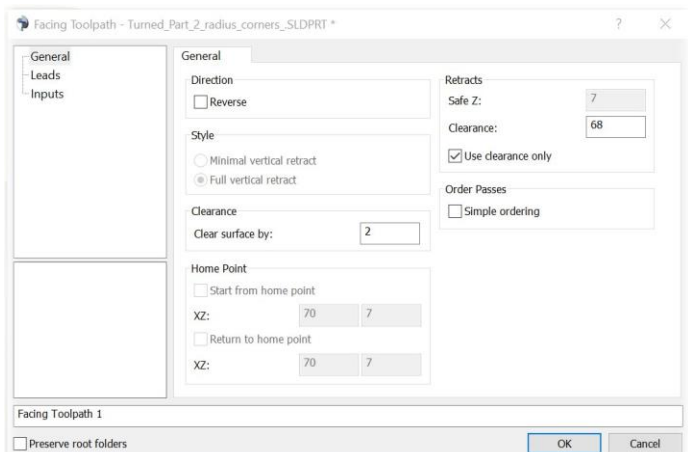 Facing Toolpath - Turned_Part_2_radius_corners_.SLDPRT *
?
General
Leads
Inputs
General
Direction
Reverse
Style
Minimal vertical retract
Full vertical retract
Clearance
Clear surface by:
2
Home Point
Start from home point
XZ:
70
7
Return to home point
XZ:
70
7
Retracts
Safe Z:
7
Clearance:
68
Use clearance only
Order Passes
Simple ordering
Facing Toolpath 1
Preserve root folders
OK
Cancel